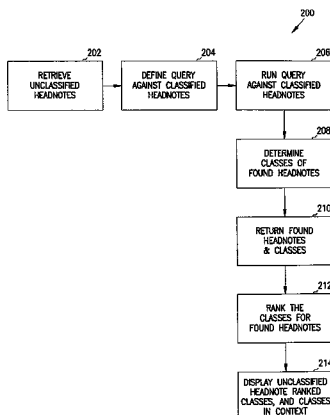 200
202
RETRIEVE
UNCLASSIFIED
HEADNOTES
204
DEFINE QUERY
AGAINST CLASSIFIED
HEADNOTES
206
RUN QUERY
AGAINST CLASSIFIED
HEADNOTES
208
DETERMINE
CLASSES OF
FOUND HEADNOTES
210
RETURN FOUND
HEADNOTES
& CLASSES
212
RANK THE
CLASSES FOR
FOUND HEADNOTES
214
DISPLAY UNCLASSIFIED
HEADNOTE RANKED
CLASSES, AND CLASSES
IN CONTEXT